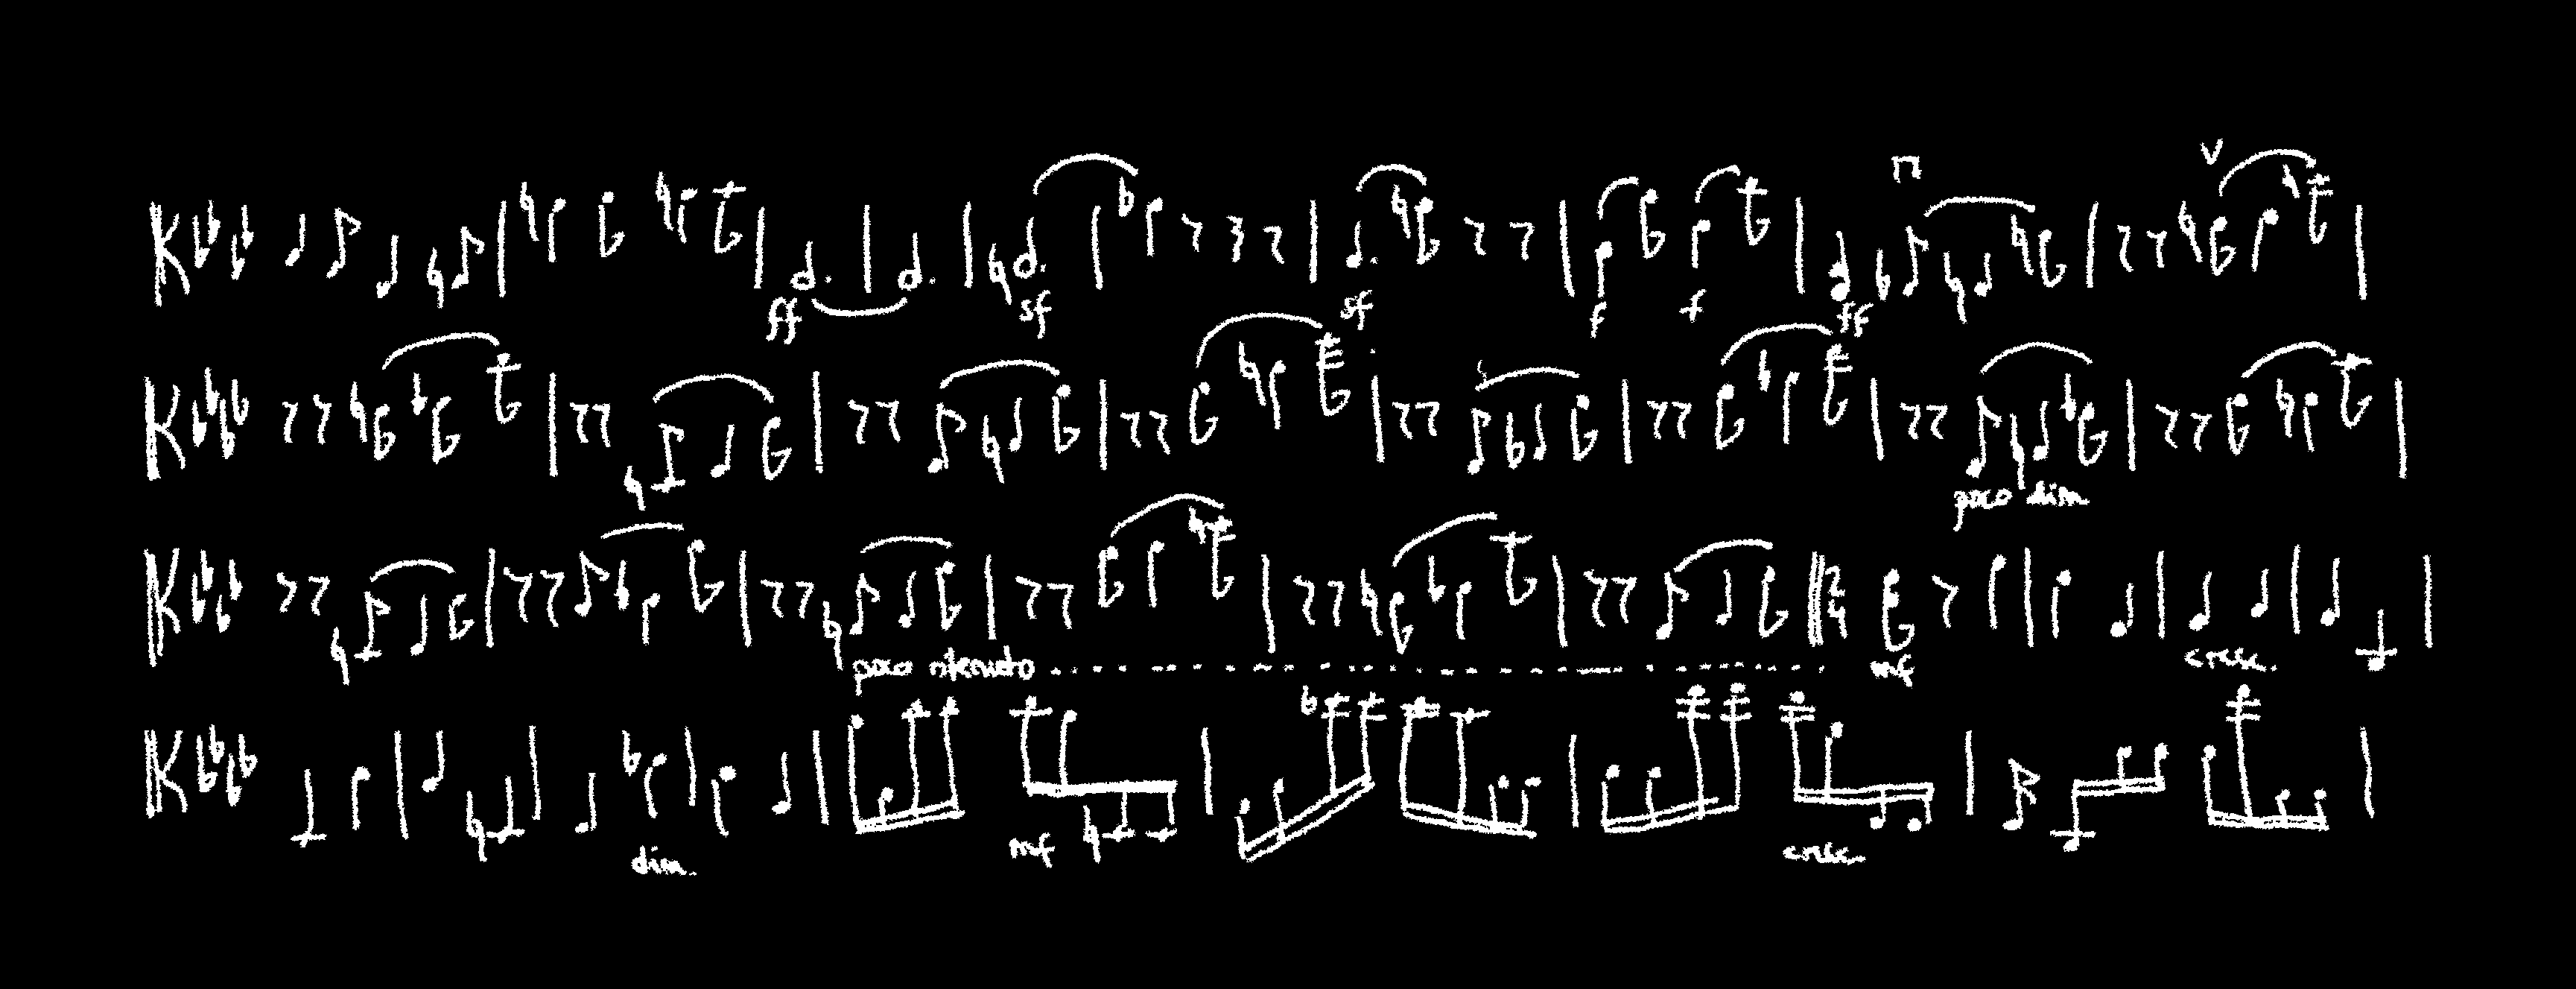 ff sf sf f f ff
poco dim
poco ritenuto mf cresc.
dim. mf cresc.